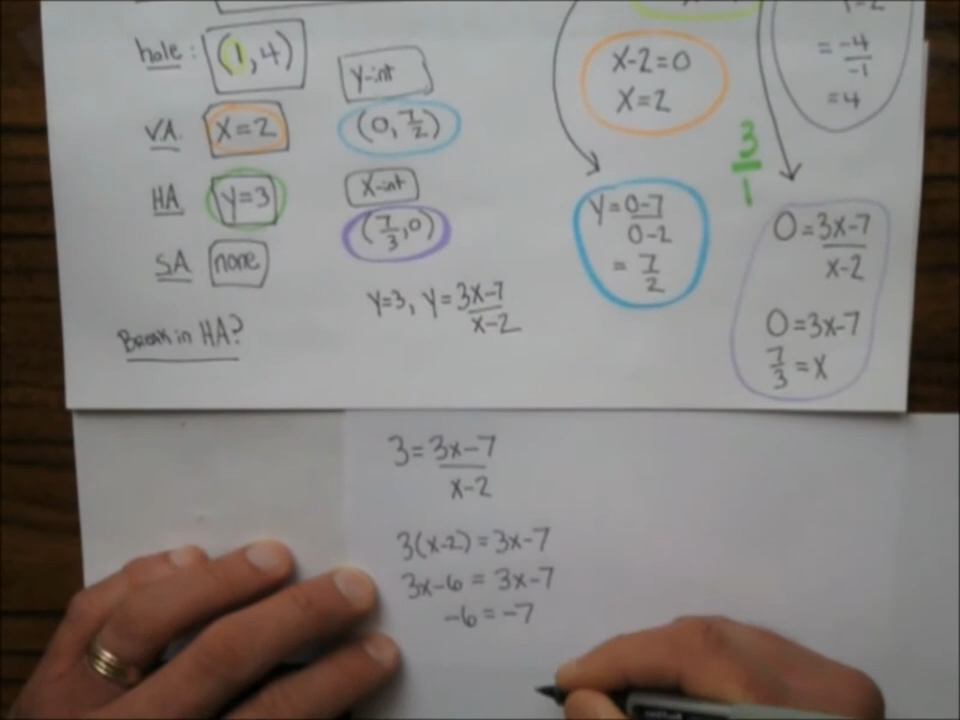 hole: (1, 4)
VA X=2
HA y=3
SA none
Break in HA?
Y-int
(0, 7/2)
X-int
(7/3, 0)
y=3, y = 3x-7 / x-2
x-2=0
x=2
= -4 / -1
= 4
3/1
y = 0-7 / 0-2
= 7/2
0 = 3x-7 / x-2
0 = 3x-7
7/3 = x
3 = 3x-7 / x-2
3(x-2) = 3x-7
3x-6 = 3x-7
-6 = -7